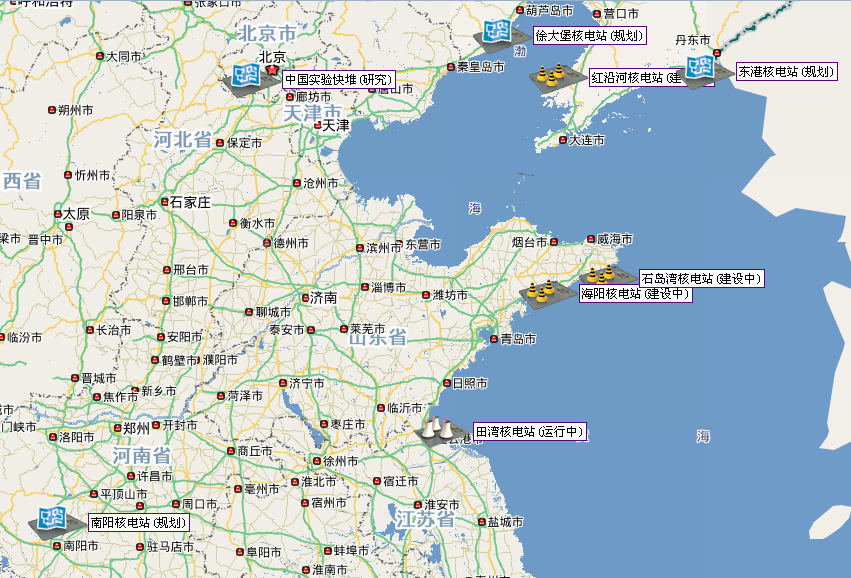 张家口市
葫芦岛市
营口市
北京市
徐大堡核电站(规划)
丹东市
渤
大同市
北京
秦皇岛市
东港核电站(规划)
中国实验快堆(研究)
红沿河核电站(建
唐山市
廊坊市
朔州市
天津市
天津
河北省
保定市
大连市
忻州市
西省
沧州市
石家庄
海
太原
阳泉市
衡水市
晋中市
德州市
滨州市
东营市
烟台市
威海市
邢台市
石岛湾核电站(建设中)
淄博市
潍坊市
海阳核电站(建设中)
济南
邯郸市
聊城市
泰安市
莱芜市
长治市
临汾市
安阳市
山东省
青岛市
鹤壁市
濮阳市
晋城市
济宁市
日照市
新乡市
焦作市
菏泽市
临沂市
门峡市
郑州
开封市
枣庄市
田湾核电站(运行中)
洛阳市
海
河南省
商丘市
徐州市
许昌市
淮北市
宿迁市
平顶山市
亳州市
周口市
宿州市
淮安市
南阳核电站(规划)
江苏省
盐城市
南阳市
驻马店市
阜阳市
蚌埠市
淮南市